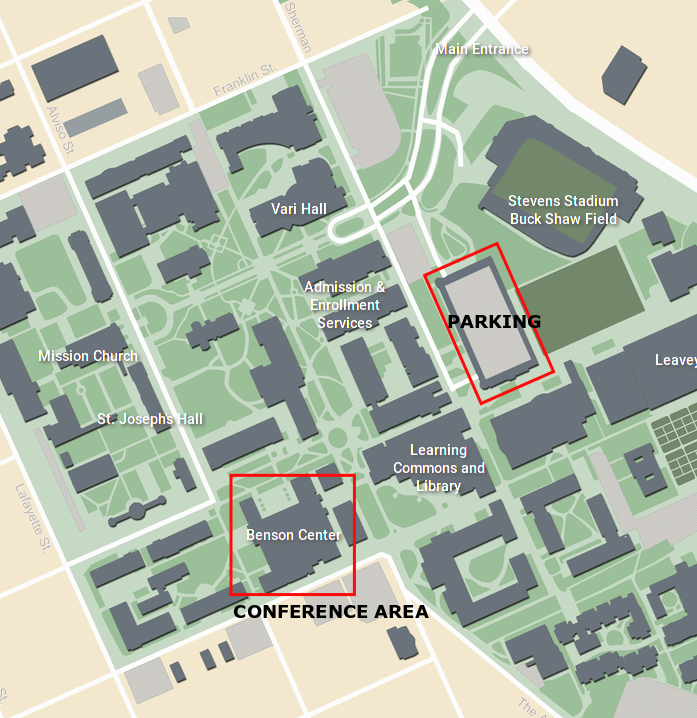 Sherman
Main Entrance
Franklin St.
Alviso St.
Stevens Stadium
Buck Shaw Field
Vari Hall
Admission &
Enrollment
Services
PARKING
Mission Church
Leavey
St. Josephs Hall
Learning
Commons and
Library
Lafayette St.
Benson Center
CONFERENCE AREA
St.
The A